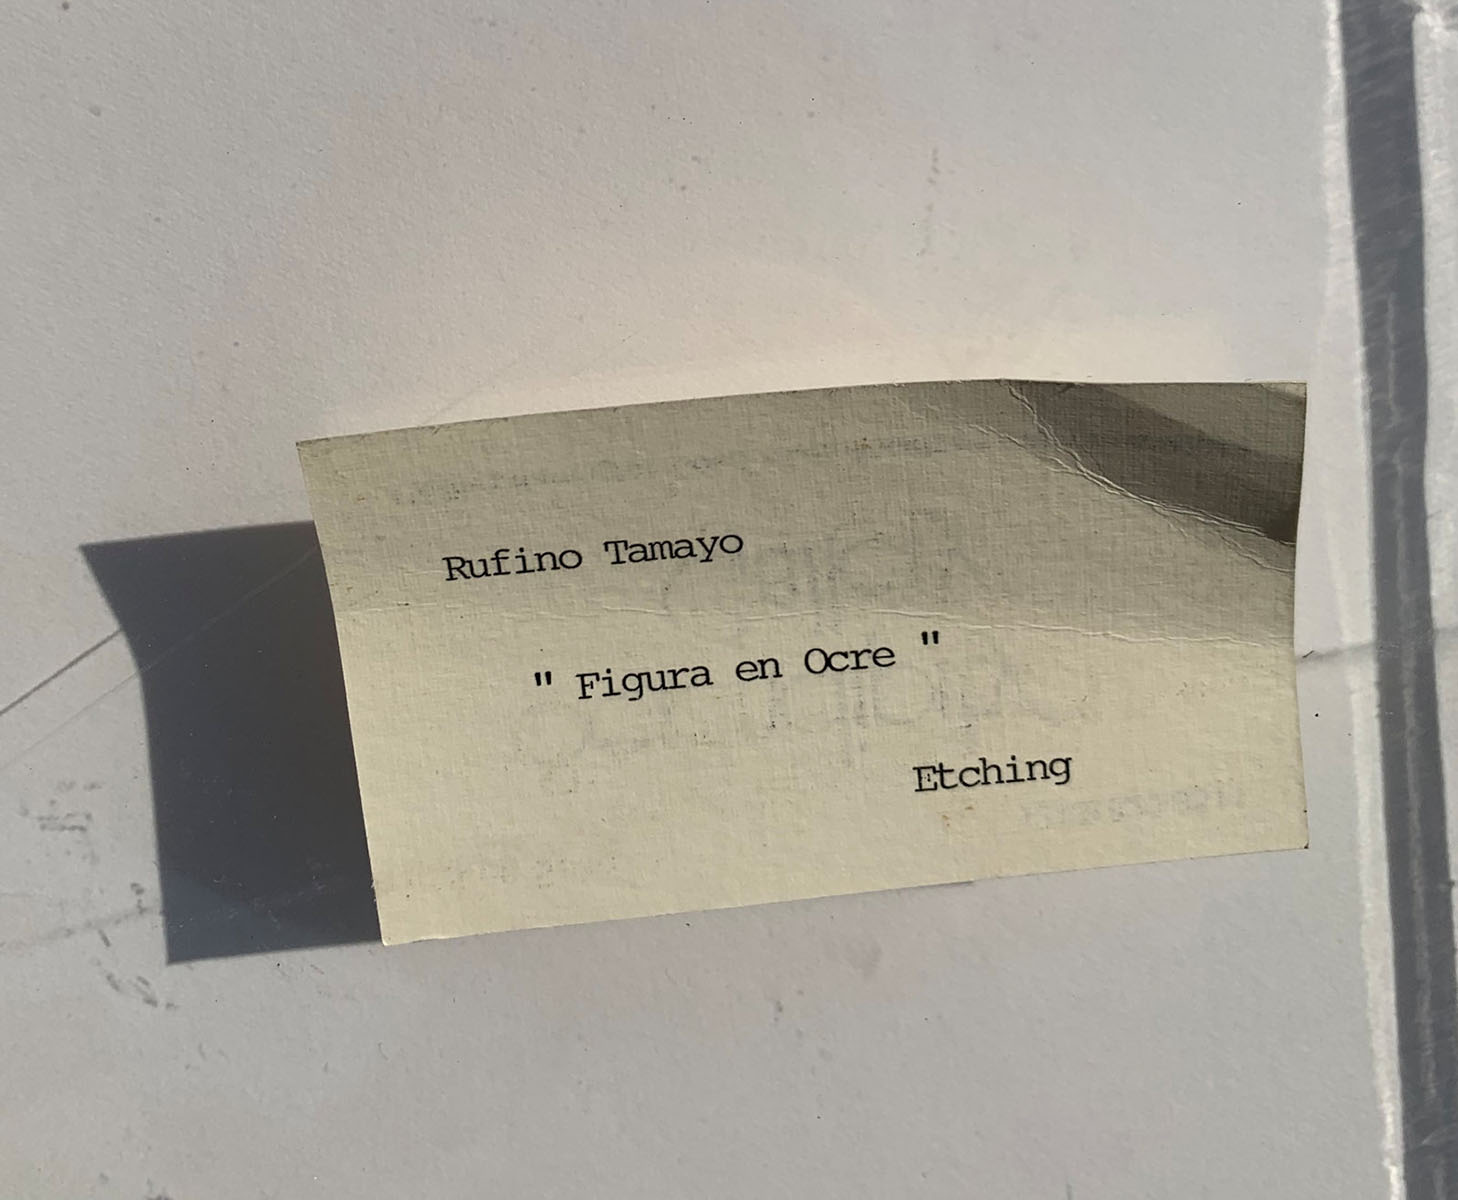 Rufino Tamayo
" Figura en Ocre "
Etching